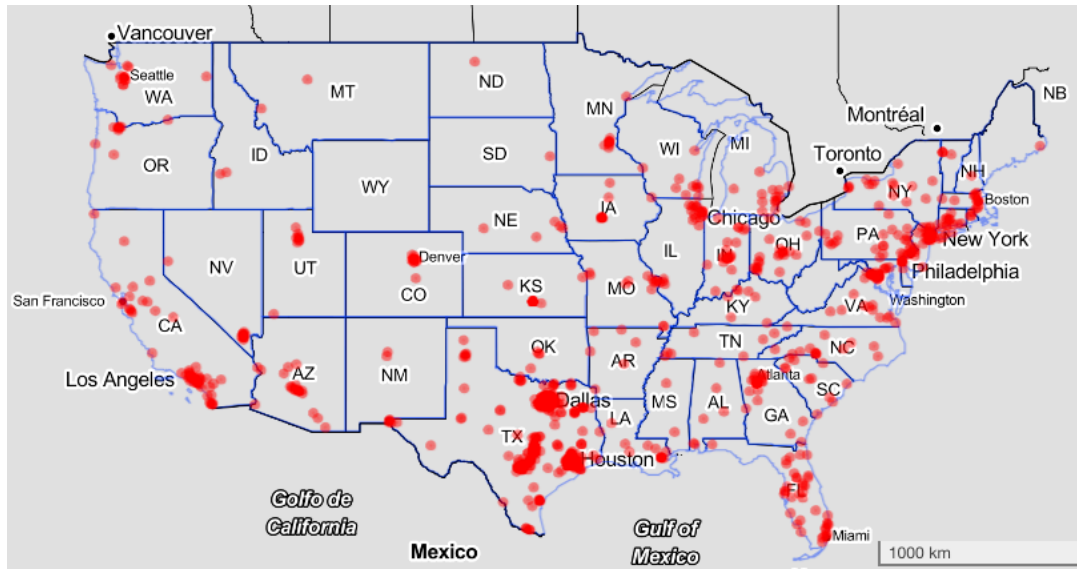 Vancouver
Seattle
WA
MT
ND
MN
NB
Montréal
OR
ID
SD
WI
MI
Toronto
NH
WY
NY
Boston
IA
Chicago
NE
PA
New York
NV
UT
Denver
CO
IL
IN
OH
Philadelphia
San Francisco
KS
MO
Washington
CA
KY
VA
Los Angeles
AZ
NM
OK
AR
TN
NC
Atlanta
SC
Dallas
MS
AL
GA
LA
TX
Houston
Golfo de
California
FL
Mexico
Gulf of
Mexico
Miami
1000 km